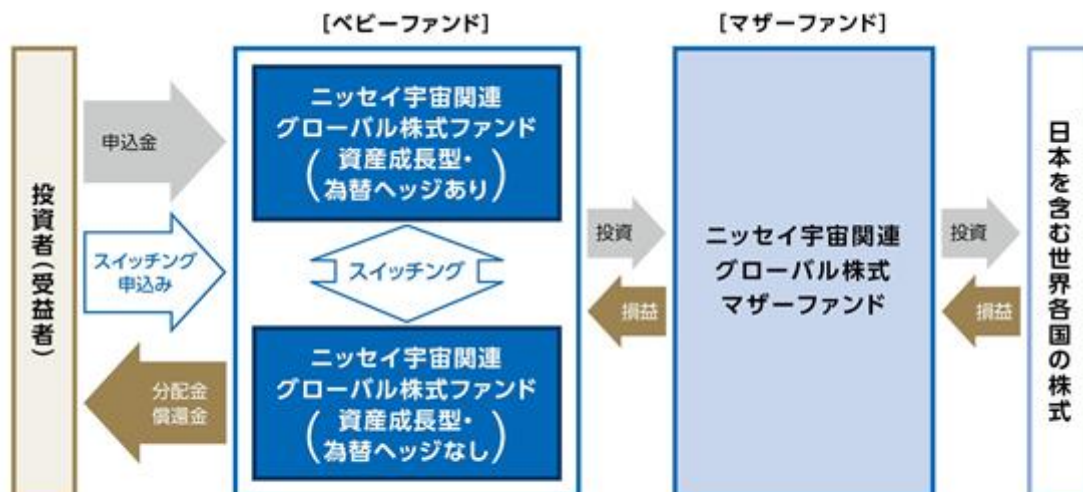 [ベビーファンド]
[マザーファンド]
投資者(受益者)
申込金
スイッチング
申込み
分配金
償還金
ニッセイ宇宙関連
グローバル株式ファンド
(資産成長型・
為替ヘッジあり)
スイッチング
ニッセイ宇宙関連
グローバル株式ファンド
(資産成長型・
為替ヘッジなし)
投資
損益
ニッセイ宇宙関連
グローバル株式
マザーファンド
投資
損益
日本を含む世界各国の株式